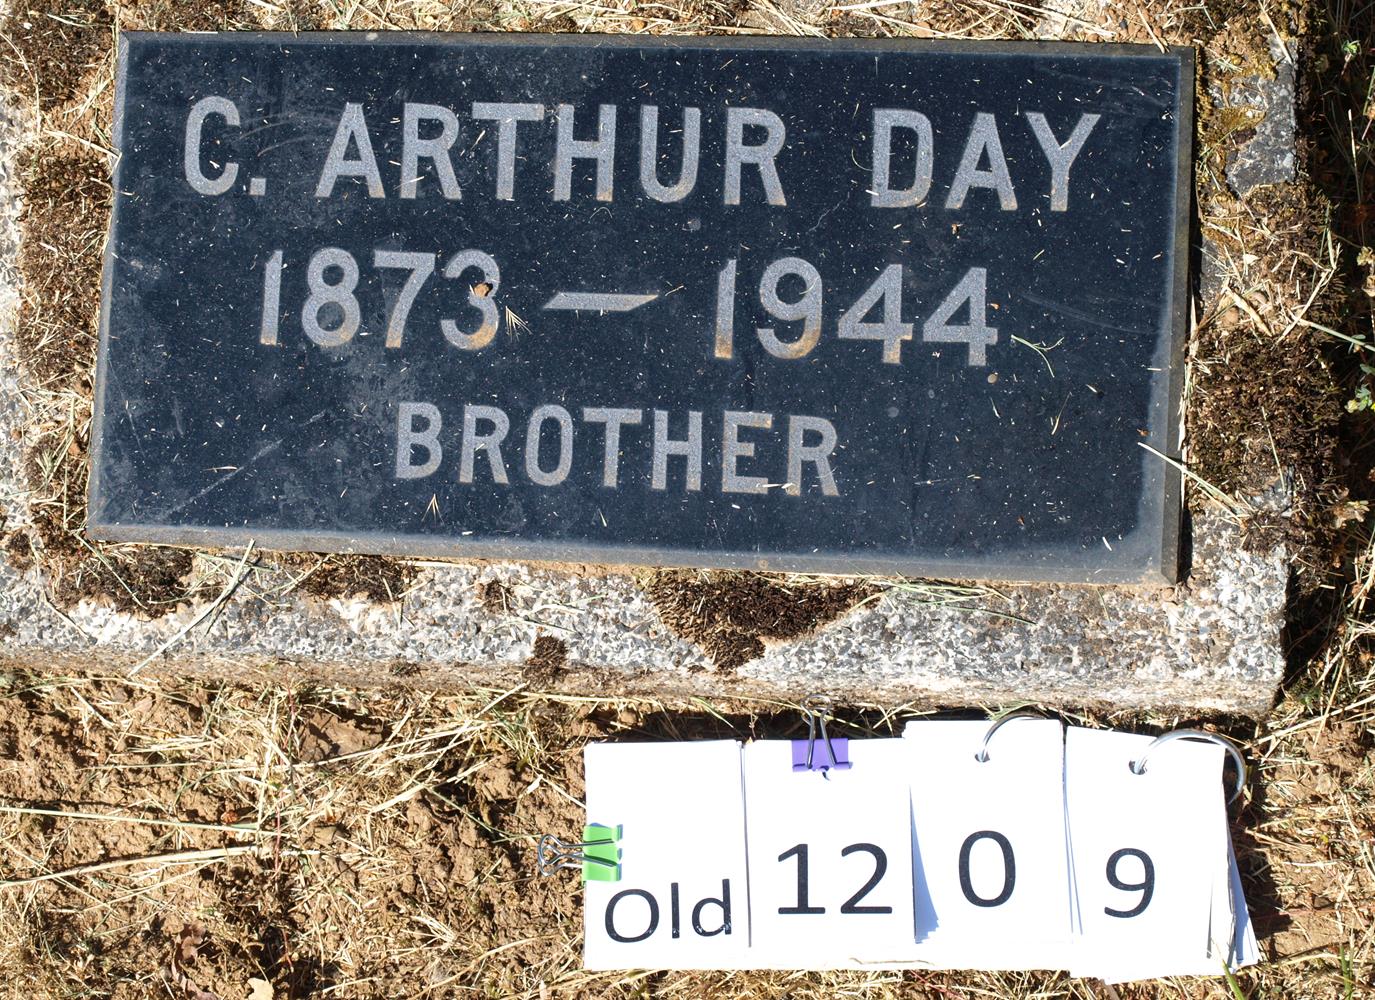 C. ARTHUR DAY
1873 — 1944
BROTHER
Old 12 0 9